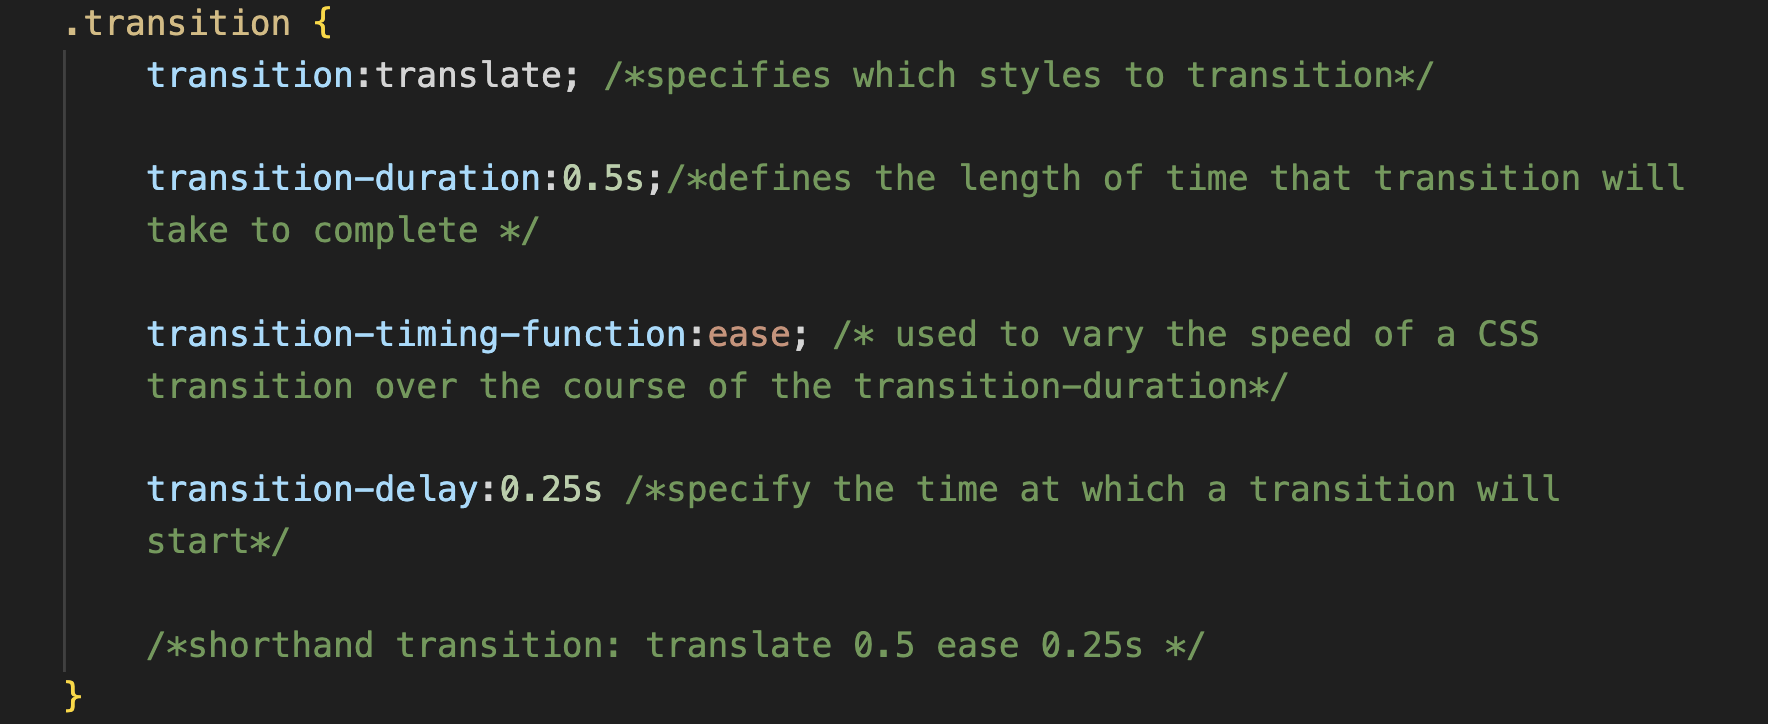 .transition {
transition:translate; /*specifies which styles to transition*/
transition-duration:0.5s;/*defines the length of time that transition will
take to complete */
transition-timing-function:ease; /* used to vary the speed of a CSS
transition over the course of the transition-duration*/
transition-delay:0.25s /*specify the time at which a transition will
start*/
/*shorthand transition: translate 0.5 ease 0.25s */
}